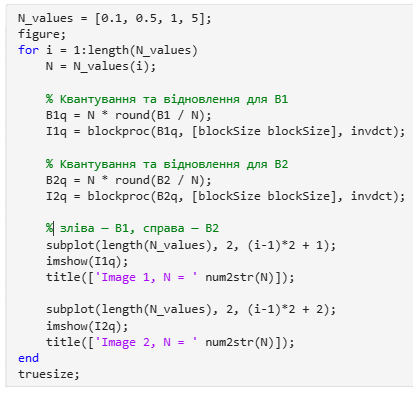 N_values = [0.1, 0.5, 1, 5];
figure;
for i = 1:length(N_values)
    N = N_values(i);

    % Квантування та відновлення для B1
    B1q = N * round(B1 / N);
    I1q = blockproc(B1q, [blockSize blockSize], invdct);

    % Квантування та відновлення для B2
    B2q = N * round(B2 / N);
    I2q = blockproc(B2q, [blockSize blockSize], invdct);

    % зліва – B1, справа – B2
    subplot(length(N_values), 2, (i-1)*2 + 1);
    imshow(I1q);
    title(['Image 1, N = ' num2str(N)]);

    subplot(length(N_values), 2, (i-1)*2 + 2);
    imshow(I2q);
    title(['Image 2, N = ' num2str(N)]);
end
truesize;